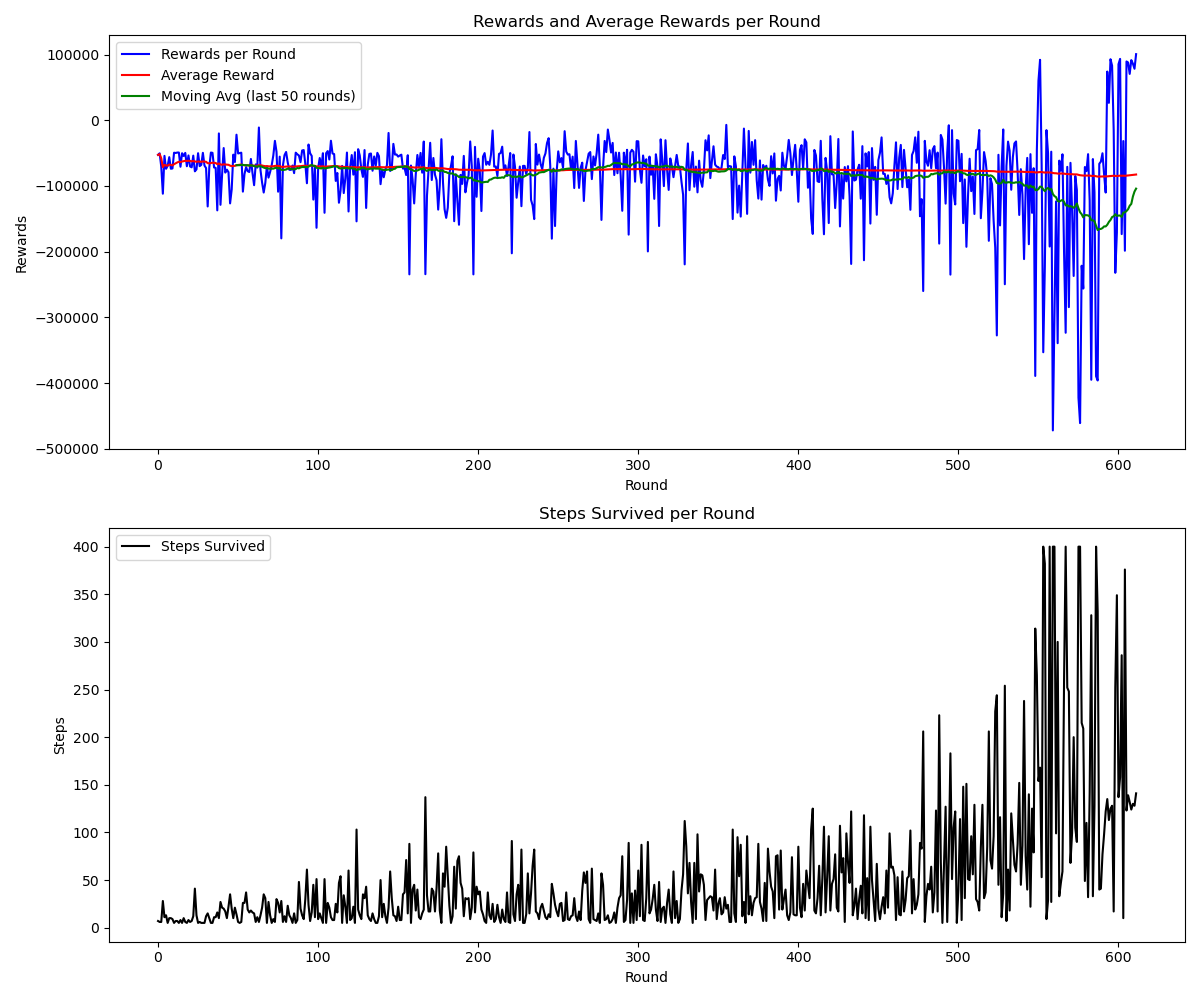 Rewards and Average Rewards per Round
Rewards per Round
Average Reward
Moving Avg (last 50 rounds)
100000
0
−100000
−200000
−300000
−400000
−500000
Rewards
0 100 200 300 400 500 600
Round
Steps Survived per Round
Steps Survived
400
350
300
250
200
150
100
50
0
Steps
0 100 200 300 400 500 600
Round